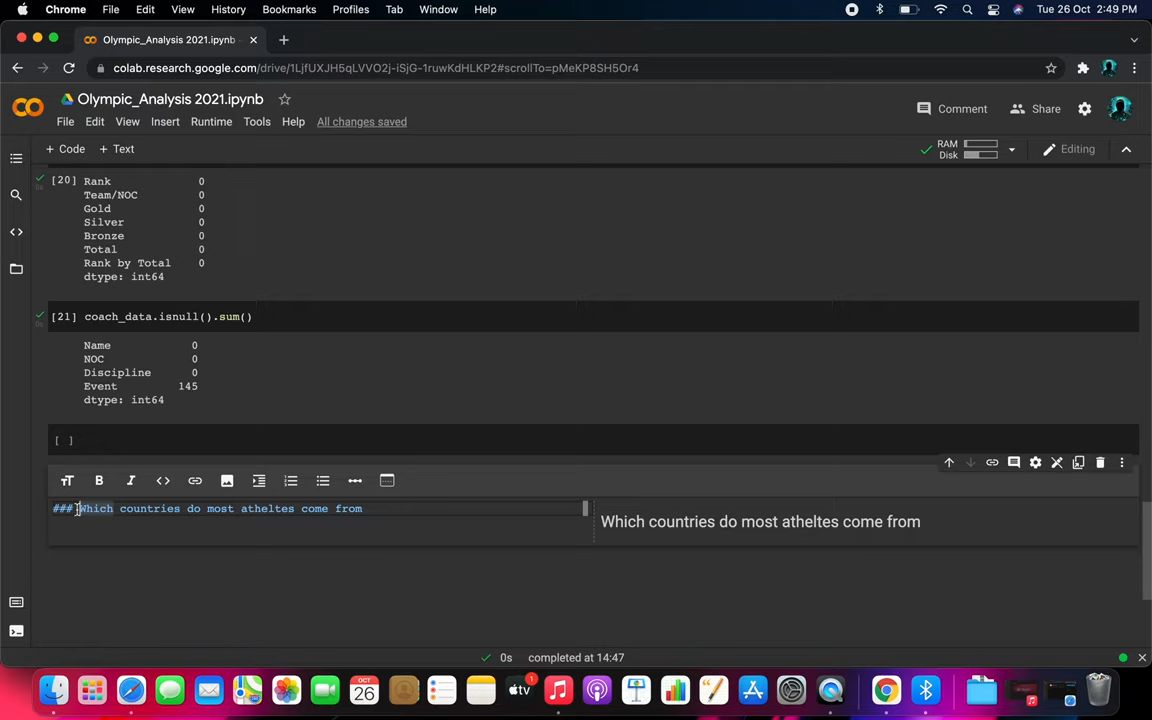 Chrome File Edit View History Bookmarks Profiles Tab Window Help Tue 26 Oct 2:49 PM
Olympic_Analysis 2021.ipynb
colab.research.google.com/drive/1LjfUXJH5qLVVO2j-iSjG-1ruwKdHLKP2#scrollTo=pMeKP8SH5Or4
Olympic_Analysis 2021.ipynb
Comment Share
File Edit View Insert Runtime Tools Help All changes saved
+ Code + Text RAM Disk Editing
[20] Rank 0
Team/NOC 0
Gold 0
Silver 0
Bronze 0
Total 0
Rank by Total 0
dtype: int64
[21] coach_data.isnull().sum()
0s
Name 0
NOC 0
Discipline 0
Event 145
dtype: int64
[ ]
### Which countries do most atheltes come from
Which countries do most atheltes come from
0s completed at 14:47
OCT
26
tv
1